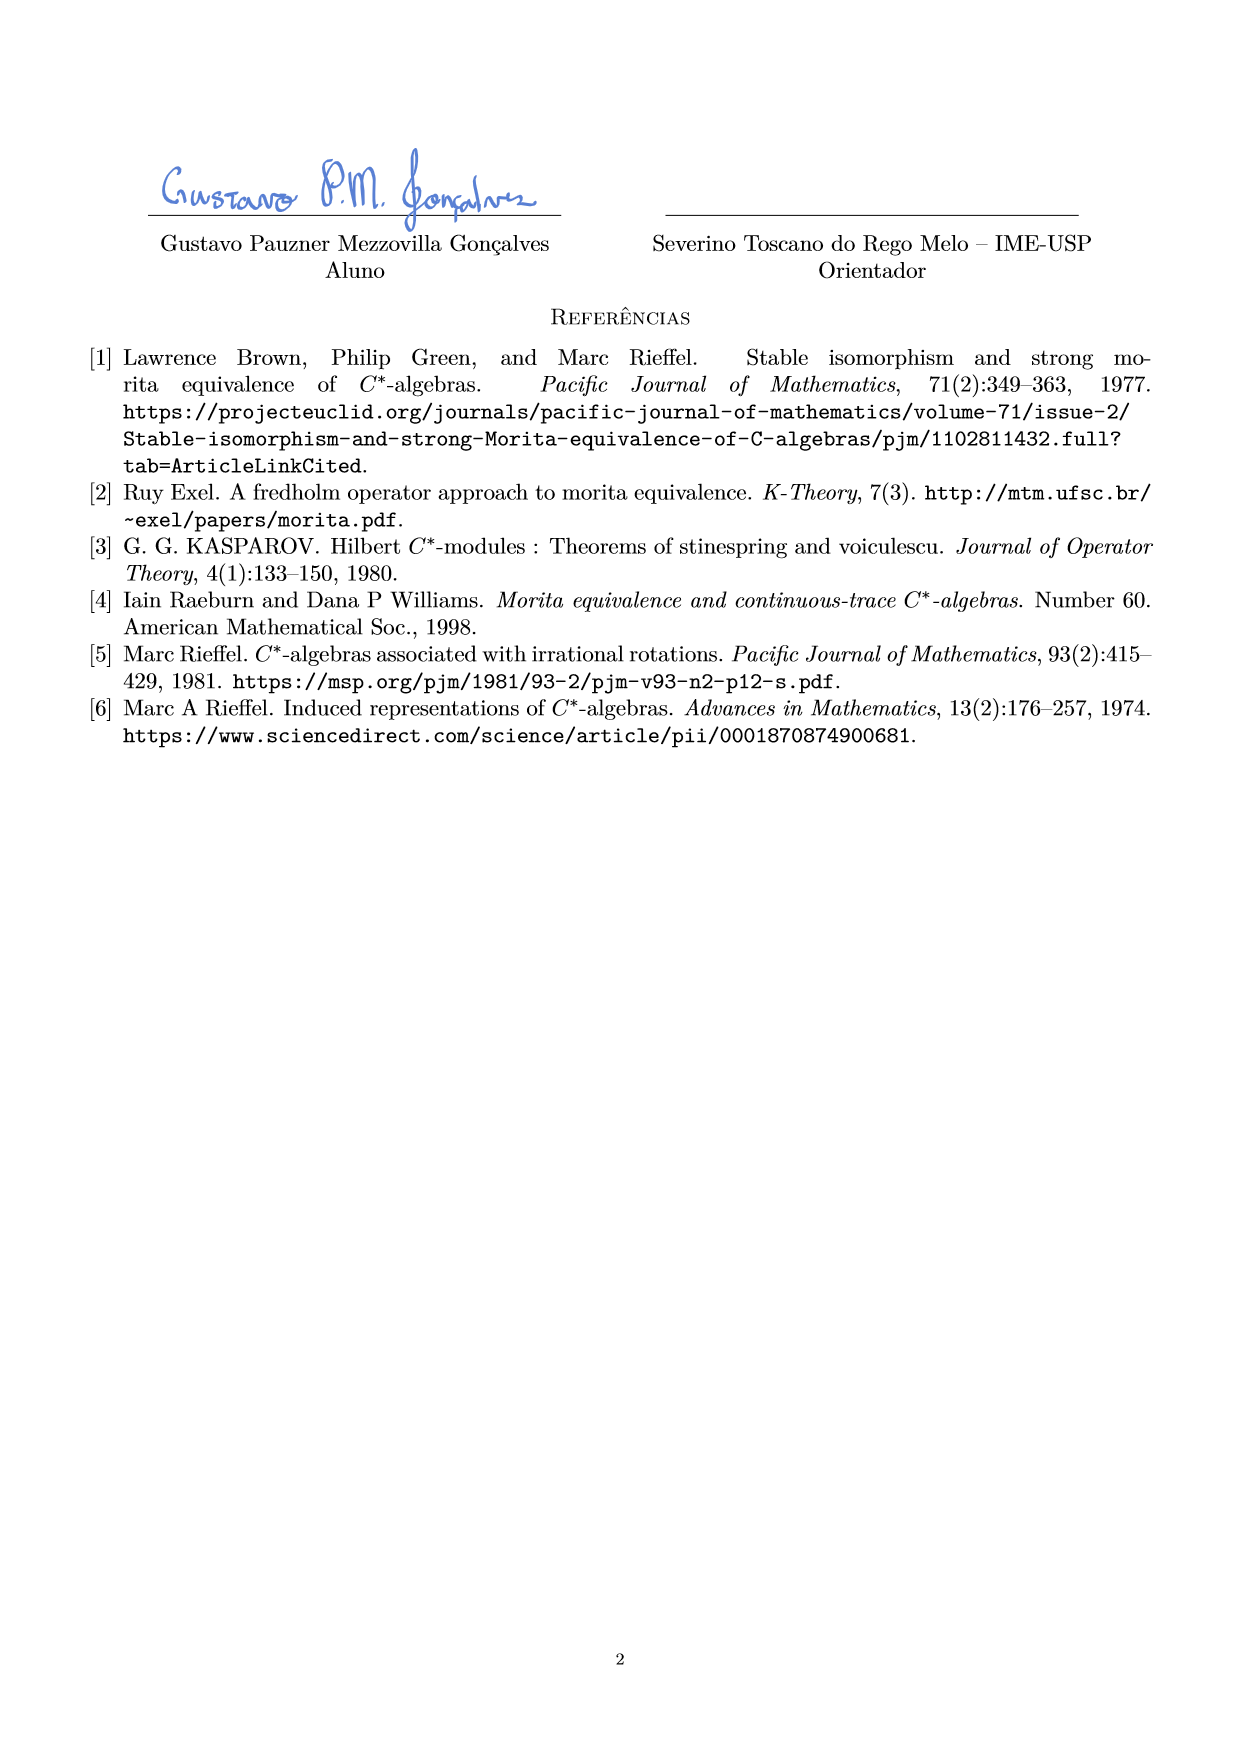 Gustavo P.M. Gonçalves
Gustavo Pauzner Mezzovilla Gonçalves
Aluno
Severino Toscano do Rego Melo – IME-USP
Orientador
Referências
[1] Lawrence Brown, Philip Green, and Marc Rieffel. Stable isomorphism and strong mo-
rita equivalence of C*-algebras. Pacific Journal of Mathematics, 71(2):349–363, 1977.
https://projecteuclid.org/journals/pacific-journal-of-mathematics/volume-71/issue-2/
Stable-isomorphism-and-strong-Morita-equivalence-of-C-algebras/pjm/1102811432.full?
tab=ArticleLinkCited.
[2] Ruy Exel. A fredholm operator approach to morita equivalence. K-Theory, 7(3). http://mtm.ufsc.br/
~exel/papers/morita.pdf.
[3] G. G. KASPAROV. Hilbert C*-modules : Theorems of stinespring and voiculescu. Journal of Operator
Theory, 4(1):133–150, 1980.
[4] Iain Raeburn and Dana P Williams. Morita equivalence and continuous-trace C*-algebras. Number 60.
American Mathematical Soc., 1998.
[5] Marc Rieffel. C*-algebras associated with irrational rotations. Pacific Journal of Mathematics, 93(2):415–
429, 1981. https://msp.org/pjm/1981/93-2/pjm-v93-n2-p12-s.pdf.
[6] Marc A Rieffel. Induced representations of C*-algebras. Advances in Mathematics, 13(2):176–257, 1974.
https://www.sciencedirect.com/science/article/pii/0001870874900681.
2